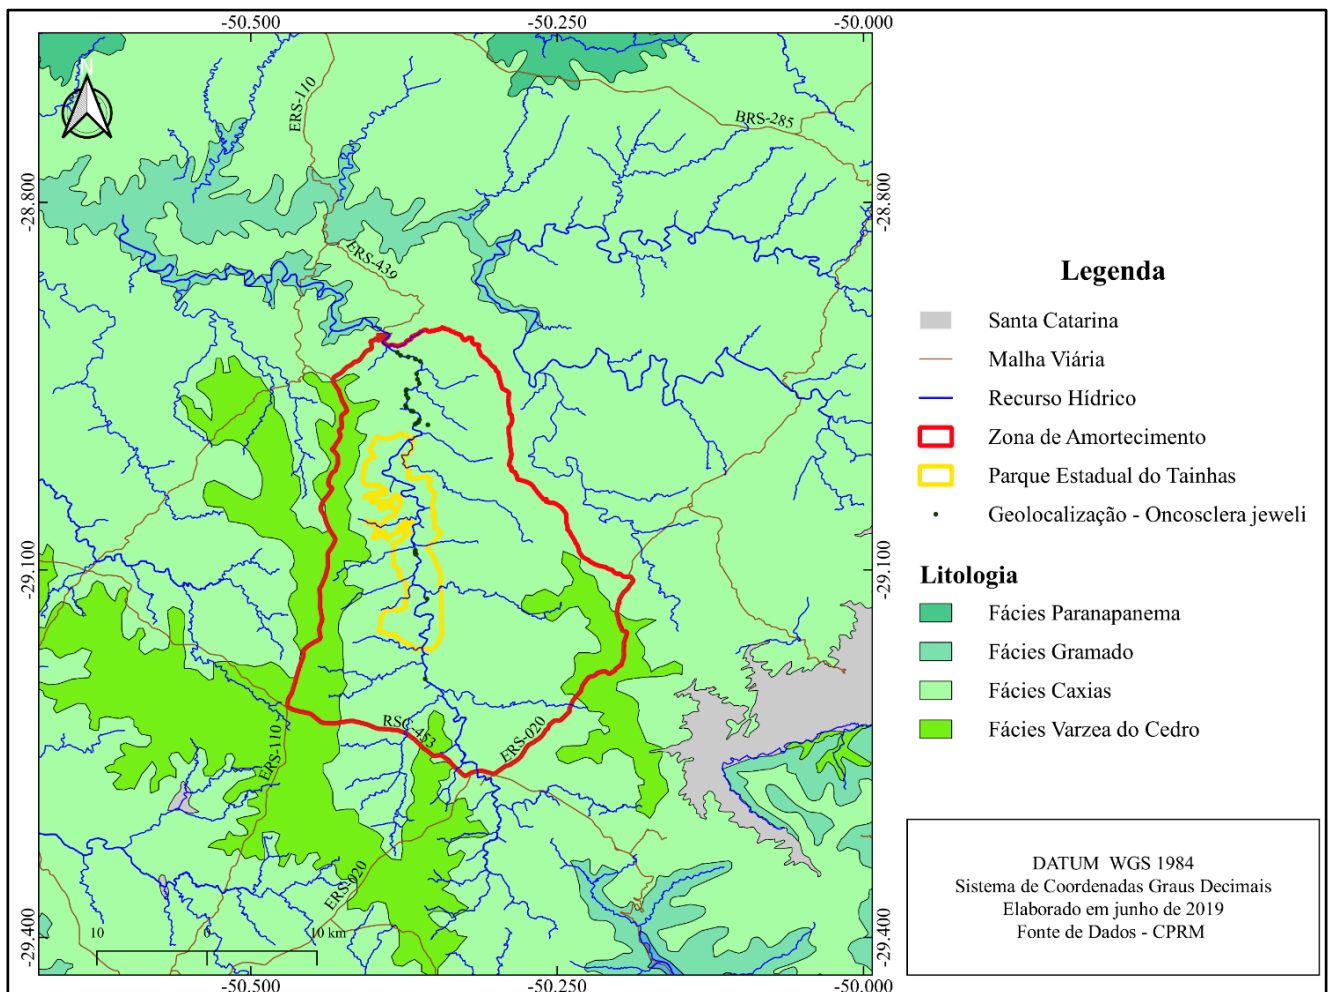 -50.500
-50.250
-50.000
N
ERS-110
BRS-285
-28.800
-28.800
ERS-439
-29.100
-29.100
RSC-453
ERS-020
ERS-110
ERS-020
-29.400
-29.400
10
0
10 km
-50.500
-50.250
-50.000
Legenda
Santa Catarina
Malha Viária
Recurso Hídrico
Zona de Amortecimento
Parque Estadual do Tainhas
Geolocalização - Oncosclera jeweli
Litologia
Fácies Paranapanema
Fácies Gramado
Fácies Caxias
Fácies Varzea do Cedro
DATUM WGS 1984
Sistema de Coordenadas Graus Decimais
Elaborado em junho de 2019
Fonte de Dados - CPRM